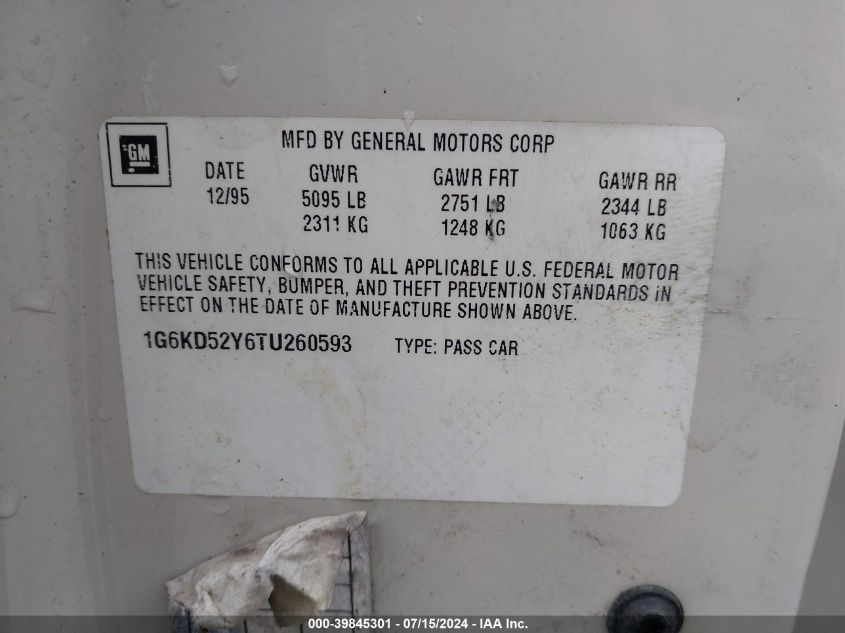 GM
MFD BY GENERAL MOTORS CORP
DATE GVWR GAWR FRT GAWR RR
12/95 5095 LB 2751 LB 2344 LB
2311 KG 1248 KG 1063 KG
THIS VEHICLE CONFORMS TO ALL APPLICABLE U.S. FEDERAL MOTOR
VEHICLE SAFETY, BUMPER, AND THEFT PREVENTION STANDARDS IN
EFFECT ON THE DATE OF MANUFACTURE SHOWN ABOVE.
1G6KD52Y6TU260593 TYPE: PASS CAR
000-39845301 - 07/15/2024 - IAA Inc.